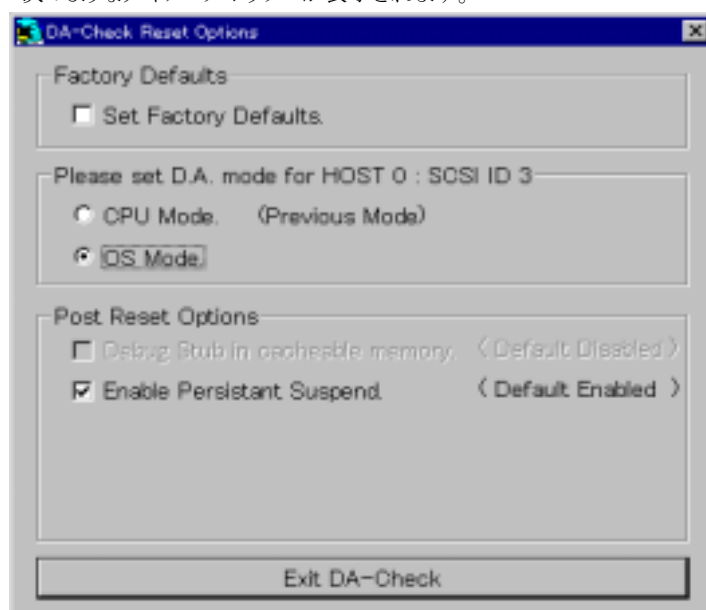 DA-Check Reset Options
Factory Defaults
Set Factory Defaults.
Please set D.A. mode for HOST 0 : SCSI ID 3
CPU Mode. (Previous Mode)
OS Mode.
Post Reset Options
Debug Stub in cacheable memory. ( Default Disabled )
Enable Persistant Suspend. ( Default Enabled )
Exit DA-Check